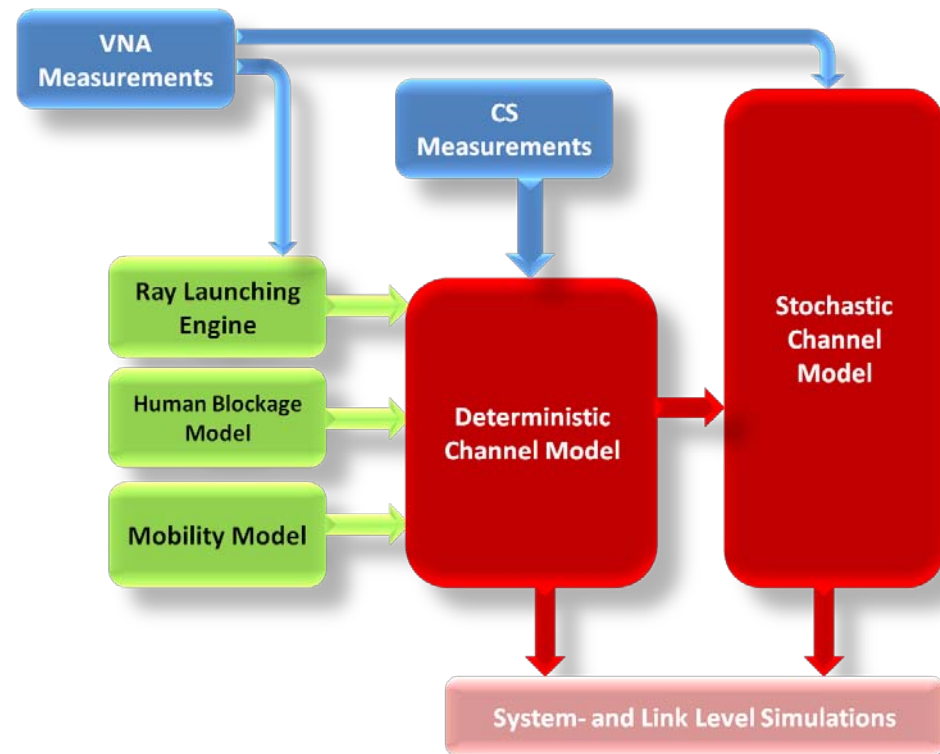 VNA
Measurements
CS
Measurements
Ray Launching
Engine
Human Blockage
Model
Mobility Model
Deterministic
Channel Model
Stochastic
Channel
Model
System- and Link Level Simulations